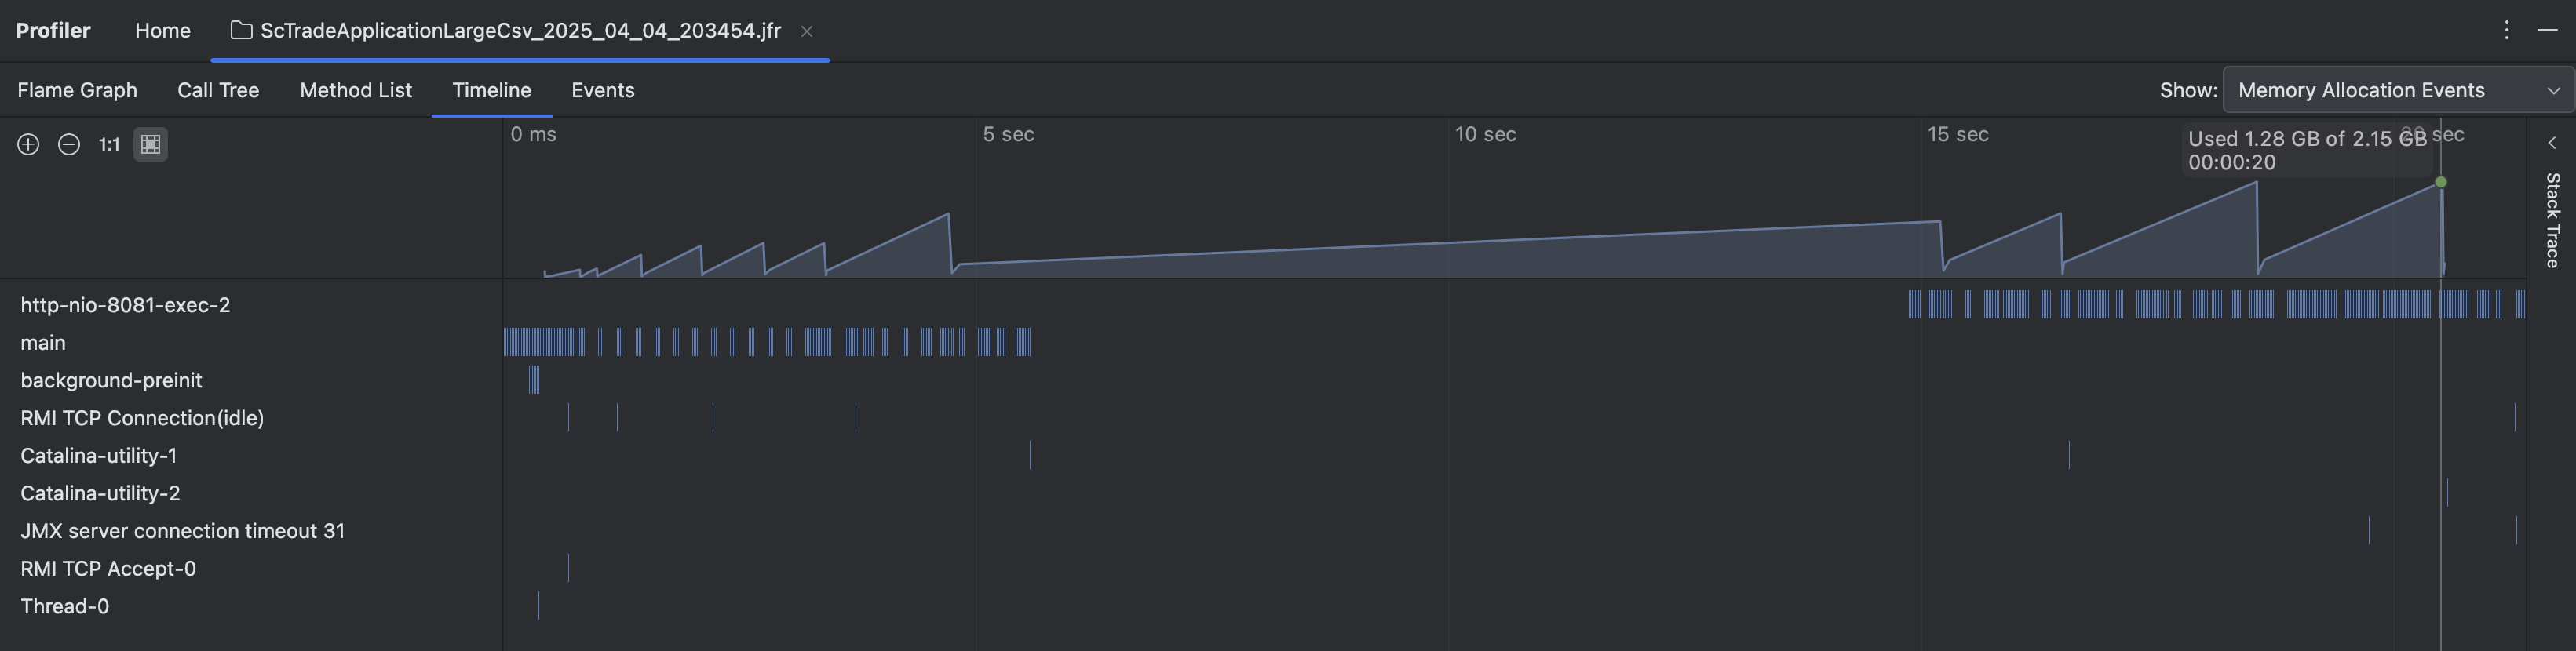 Profiler Home ScTradeApplicationLargeCsv_2025_04_04_203454.jfr
Flame Graph Call Tree Method List Timeline Events Show: Memory Allocation Events
1:1 0 ms 5 sec 10 sec 15 sec 20 sec
Used 1.28 GB of 2.15 GB
00:00:20
Stack Trace
http-nio-8081-exec-2
main
background-preinit
RMI TCP Connection(idle)
Catalina-utility-1
Catalina-utility-2
JMX server connection timeout 31
RMI TCP Accept-0
Thread-0